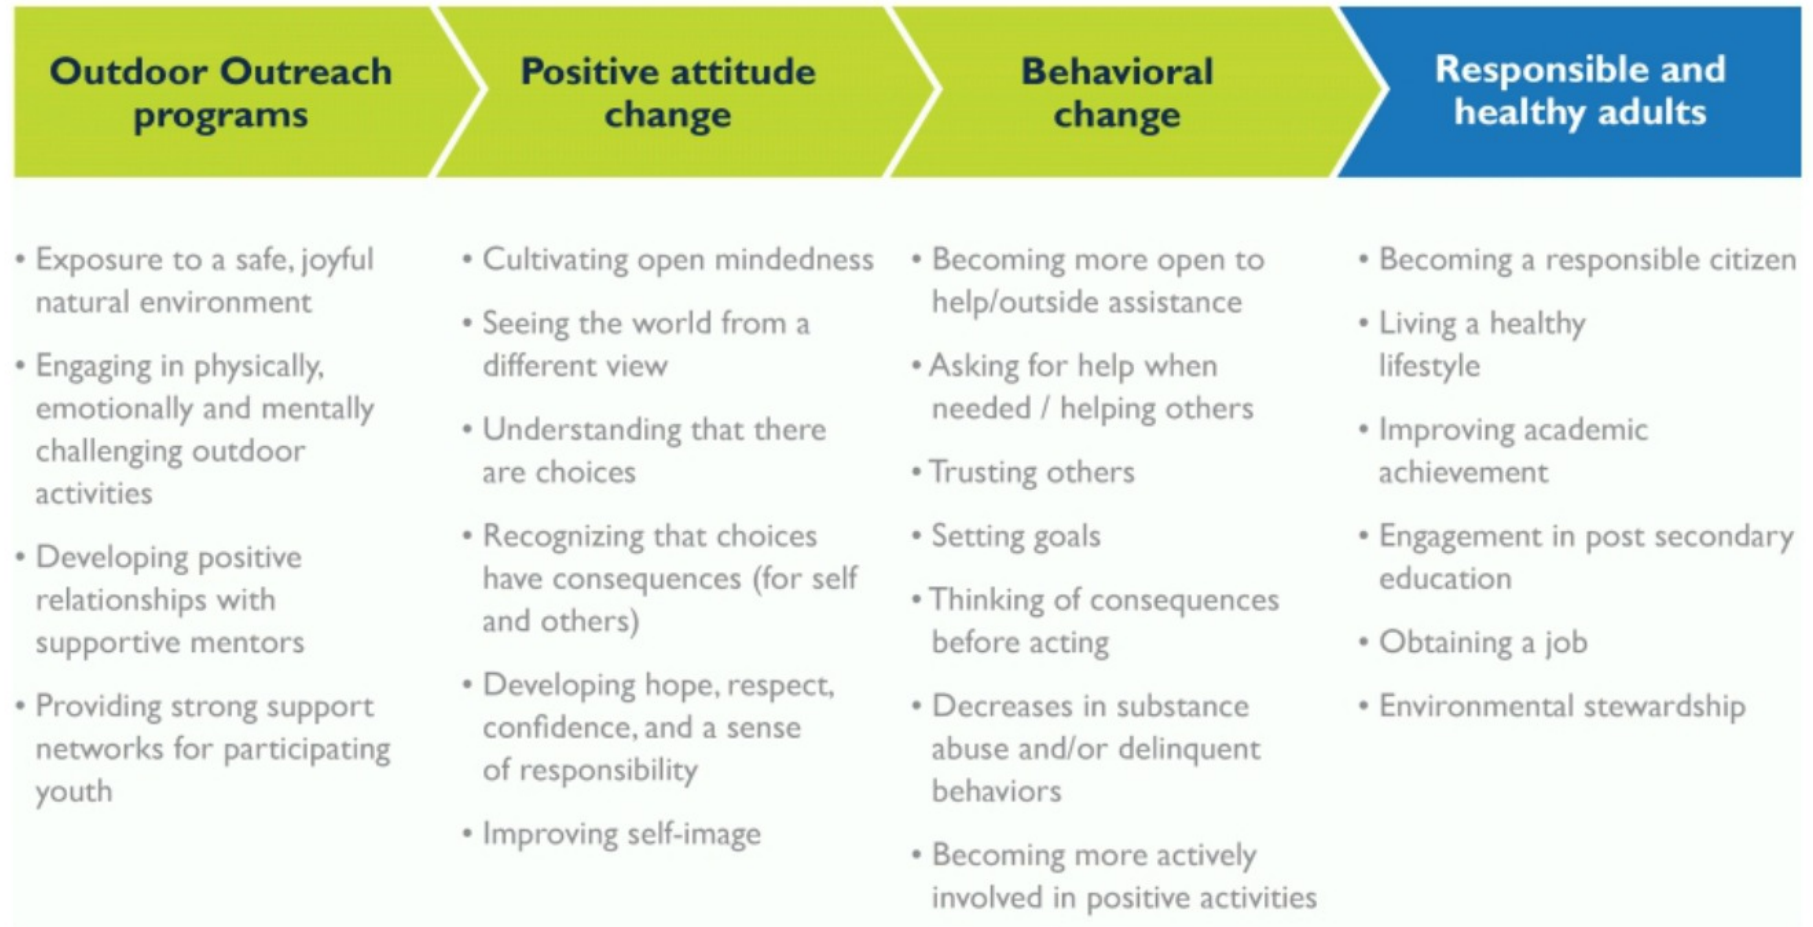 Outdoor Outreach
programs
Positive attitude
change
Behavioral
change
Responsible and
healthy adults
• Exposure to a safe, joyful
natural environment
• Engaging in physically,
emotionally and mentally
challenging outdoor
activities
• Developing positive
relationships with
supportive mentors
• Providing strong support
networks for participating
youth
• Cultivating open mindedness
• Seeing the world from a
different view
• Understanding that there
are choices
• Recognizing that choices
have consequences (for self
and others)
• Developing hope, respect,
confidence, and a sense
of responsibility
• Improving self-image
• Becoming more open to
help/outside assistance
• Asking for help when
needed / helping others
• Trusting others
• Setting goals
• Thinking of consequences
before acting
• Decreases in substance
abuse and/or delinquent
behaviors
• Becoming more actively
involved in positive activities
• Becoming a responsible citizen
• Living a healthy
lifestyle
• Improving academic
achievement
• Engagement in post secondary
education
• Obtaining a job
• Environmental stewardship